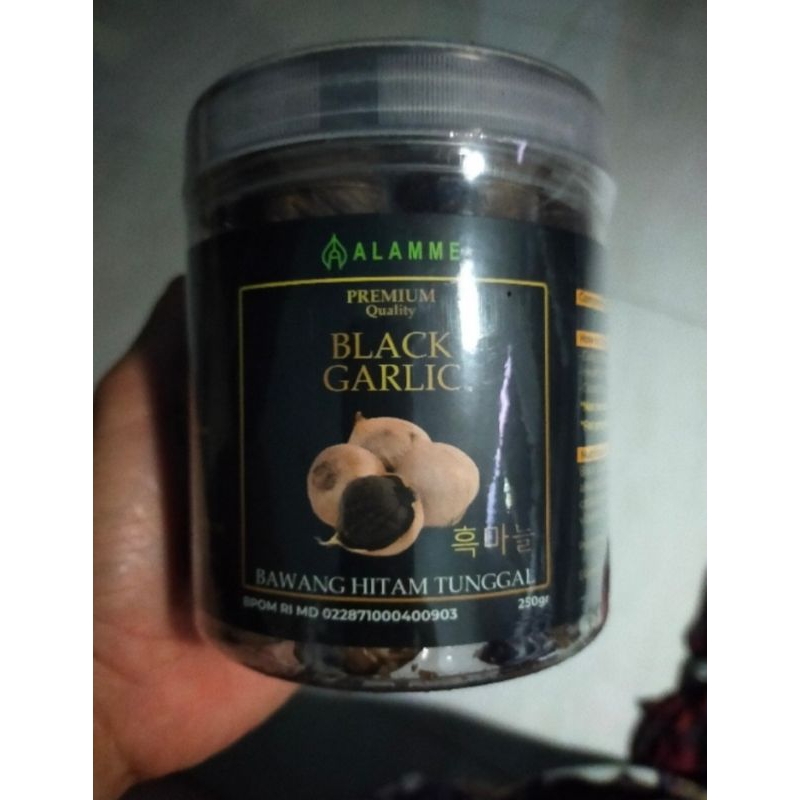 ALAMME
PREMIUM
Quality
BLACK
GARLIC
흑마늘
BAWANG HITAM TUNGGAL
BPOM RI MD 022871000400903
250gr